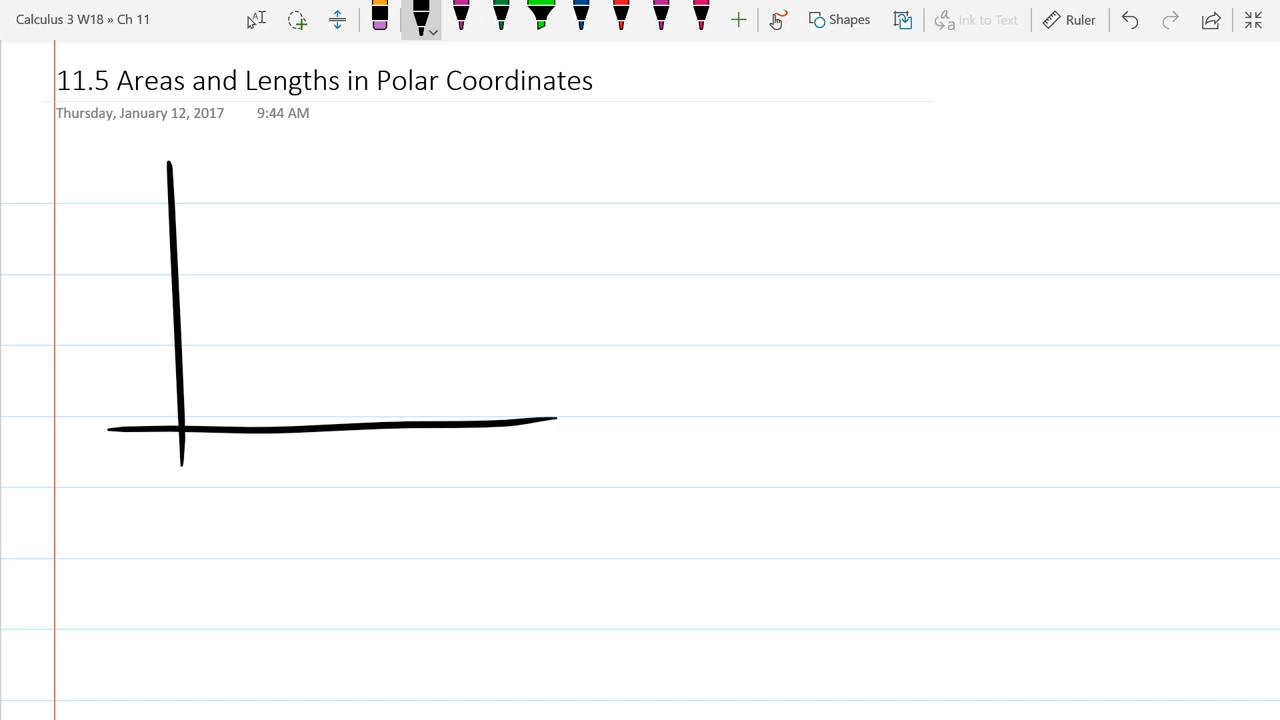 Calculus 3 W18 » Ch 11
Shapes
Link to Text
Ruler
11.5 Areas and Lengths in Polar Coordinates
Thursday, January 12, 2017 9:44 AM